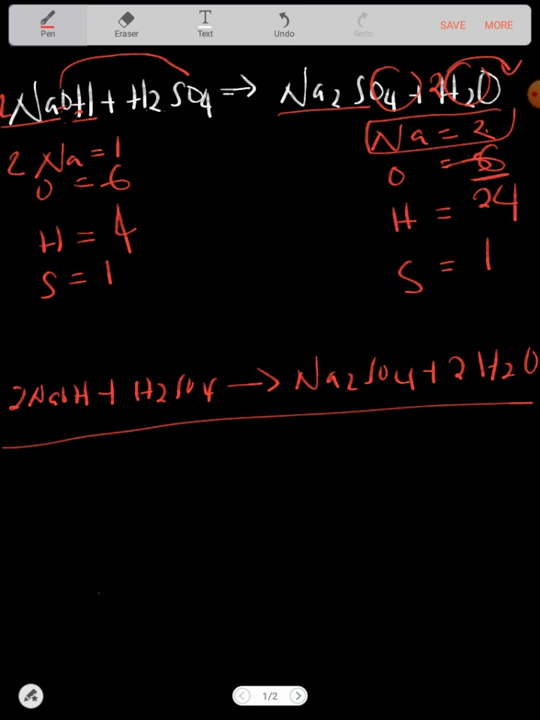 Pen Eraser Text Undo Redo SAVE MORE
2NaOH + H2SO4 => Na2SO4 + 2H2O
2 Na = 1
O = 6
H = 4
S = 1
Na = 2
O = 6
H = 24
S = 1
2NaOH + H2SO4 → Na2SO4 + 2H2O
1/2